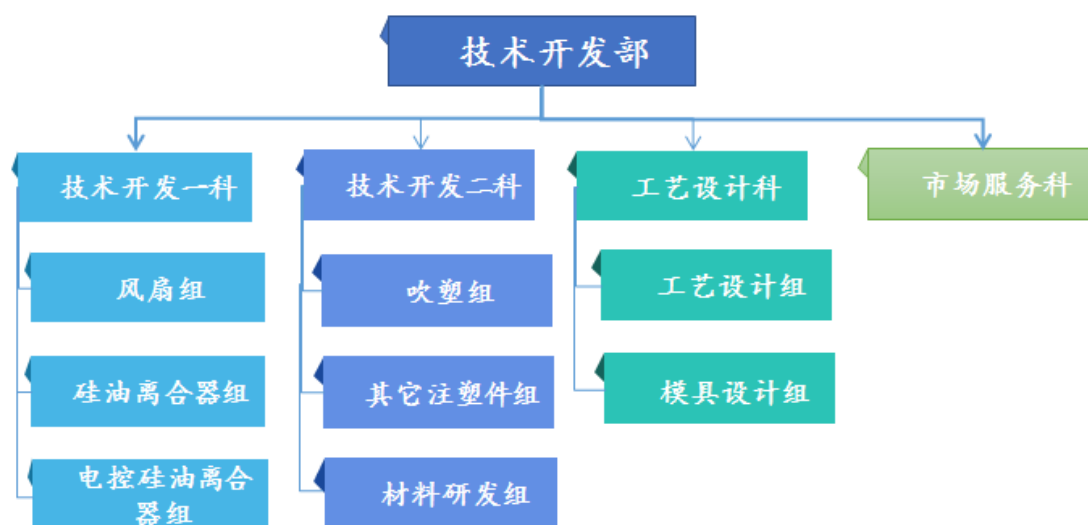 技术开发部
技术开发一科
技术开发二科
工艺设计科
市场服务科
风扇组
吹塑组
工艺设计组
硅油离合器组
其它注塑件组
模具设计组
电控硅油离合
器组
材料研发组